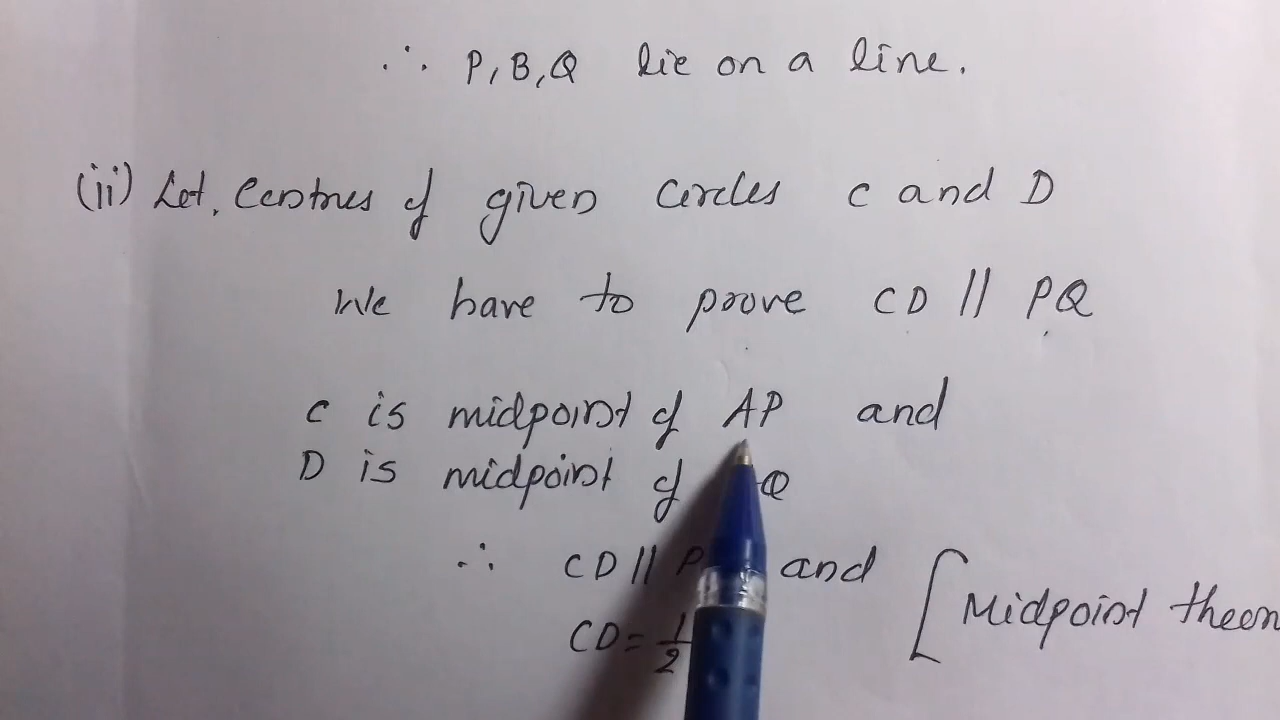 ∴ P, B, Q lie on a line.
(ii) Let, Centres of given circles C and D
We have to prove CD || PQ
C is midpoint of AP and
D is midpoint of Q
∴ CD || P and
CD = 1/2
[Midpoint